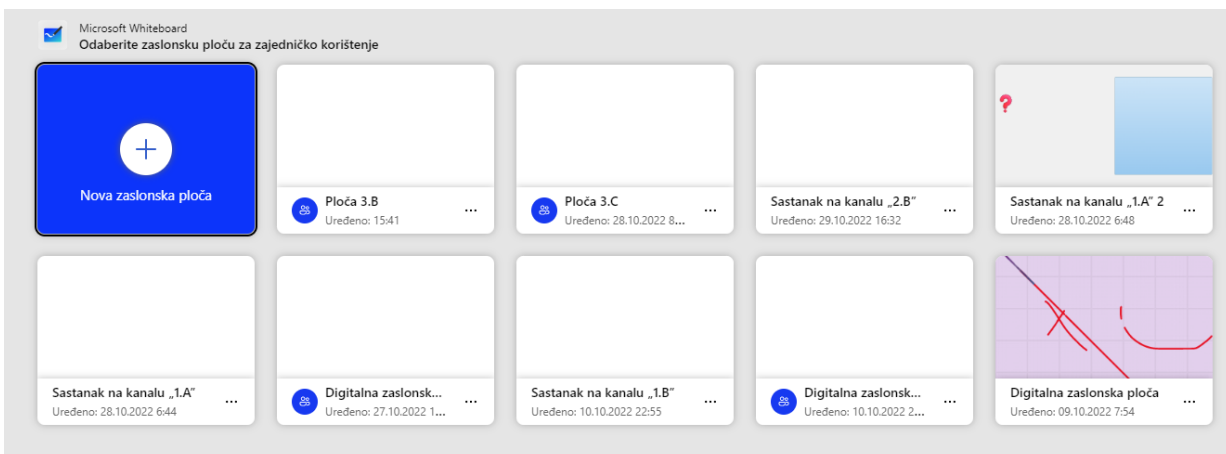 Microsoft Whiteboard
Odaberite zaslonsku ploču za zajedničko korištenje
Nova zaslonska ploča
Ploča 3.B
Uređeno: 15:41
Ploča 3.C
Uređeno: 28.10.2022 8...
Sastanak na kanalu „2.B"
Uređeno: 29.10.2022 16:32
?
Sastanak na kanalu „1.A" 2
Uređeno: 28.10.2022 6:48
Sastanak na kanalu „1.A"
Uređeno: 28.10.2022 6:44
Digitalna zaslonsk...
Uređeno: 27.10.2022 1...
Sastanak na kanalu „1.B"
Uređeno: 10.10.2022 22:55
Digitalna zaslonsk...
Uređeno: 10.10.2022 2...
Digitalna zaslonska ploča
Uređeno: 09.10.2022 7:54